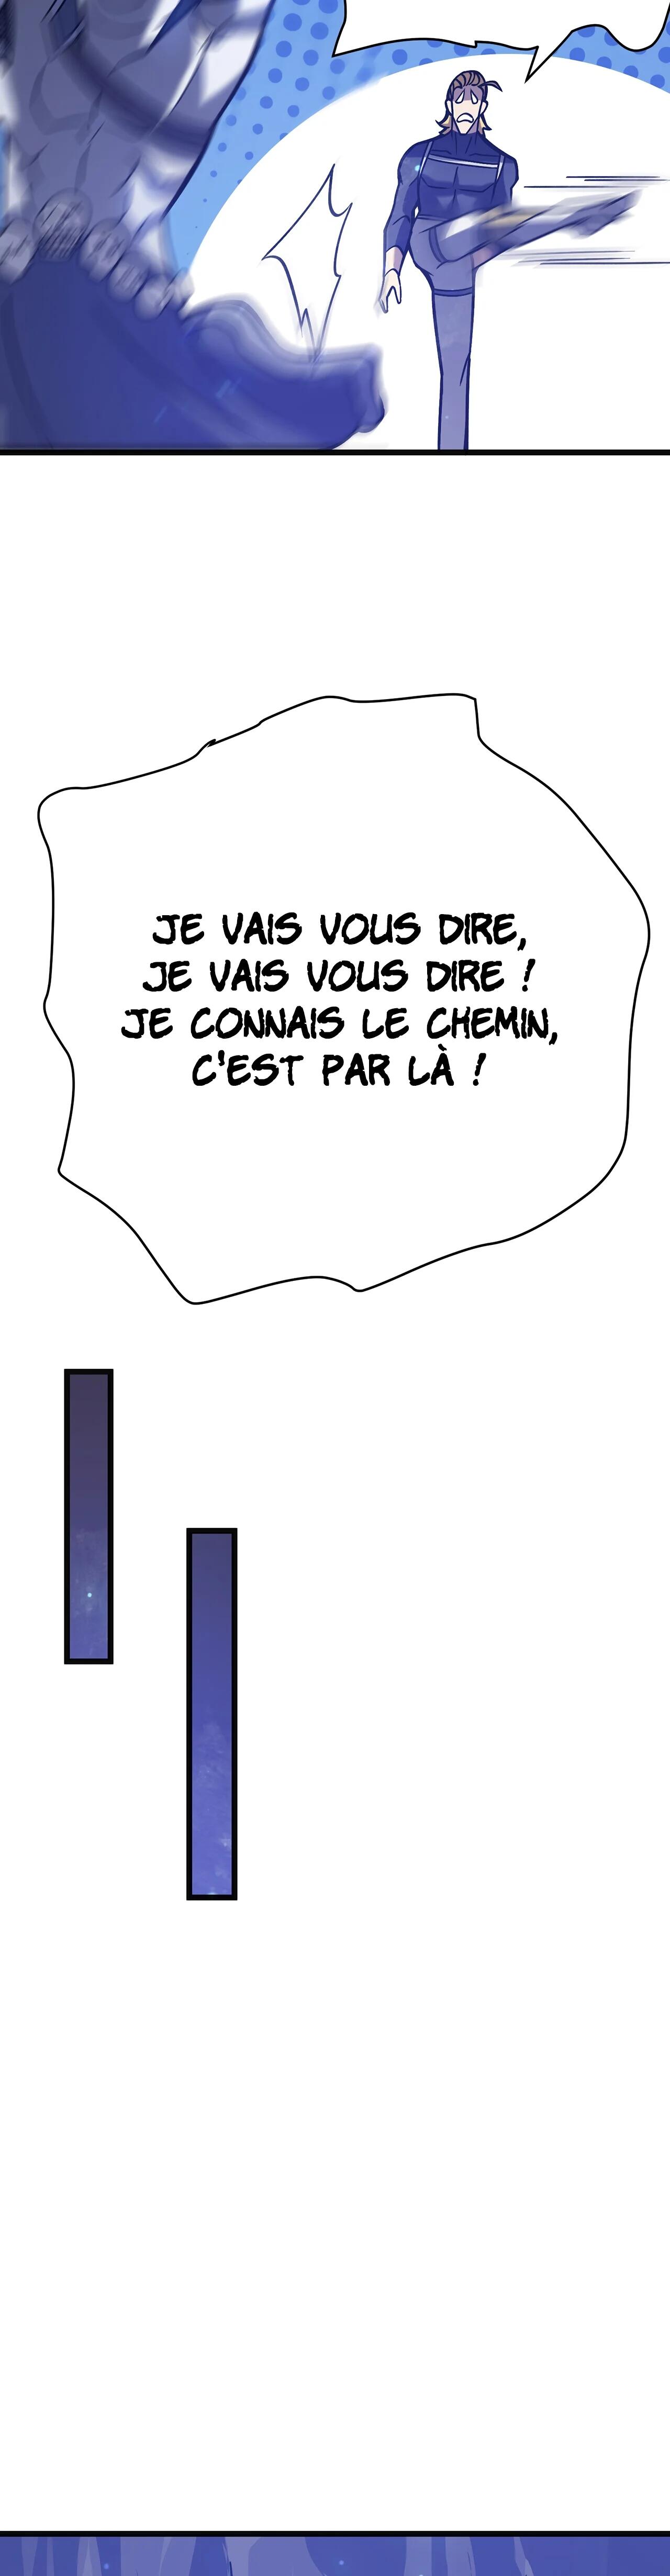 JE VAIS VOUS DIRE,
JE VAIS VOUS DIRE !
JE CONNAIS LE CHEMIN,
C'EST PAR LÀ !